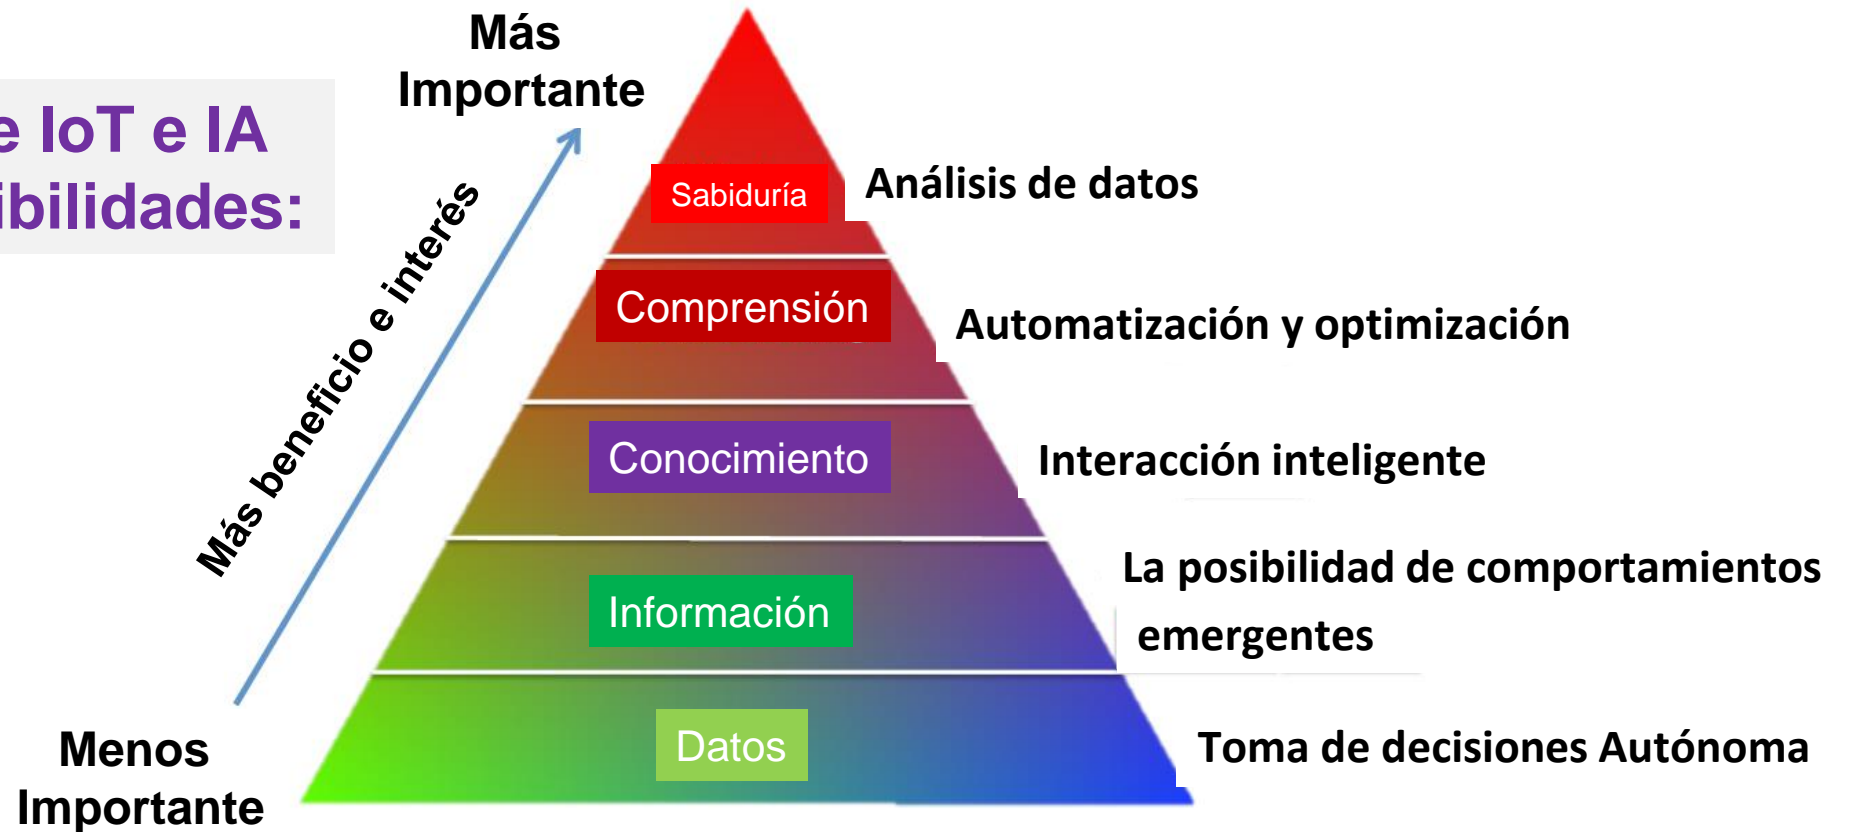 Más
Importante
e IoT e IA
ibilidades:
Más beneficio e interés
Sabiduría
Análisis de datos
Comprensión
Automatización y optimización
Conocimiento
Interacción inteligente
Información
La posibilidad de comportamientos
emergentes
Datos
Toma de decisiones Autónoma
Menos
Importante